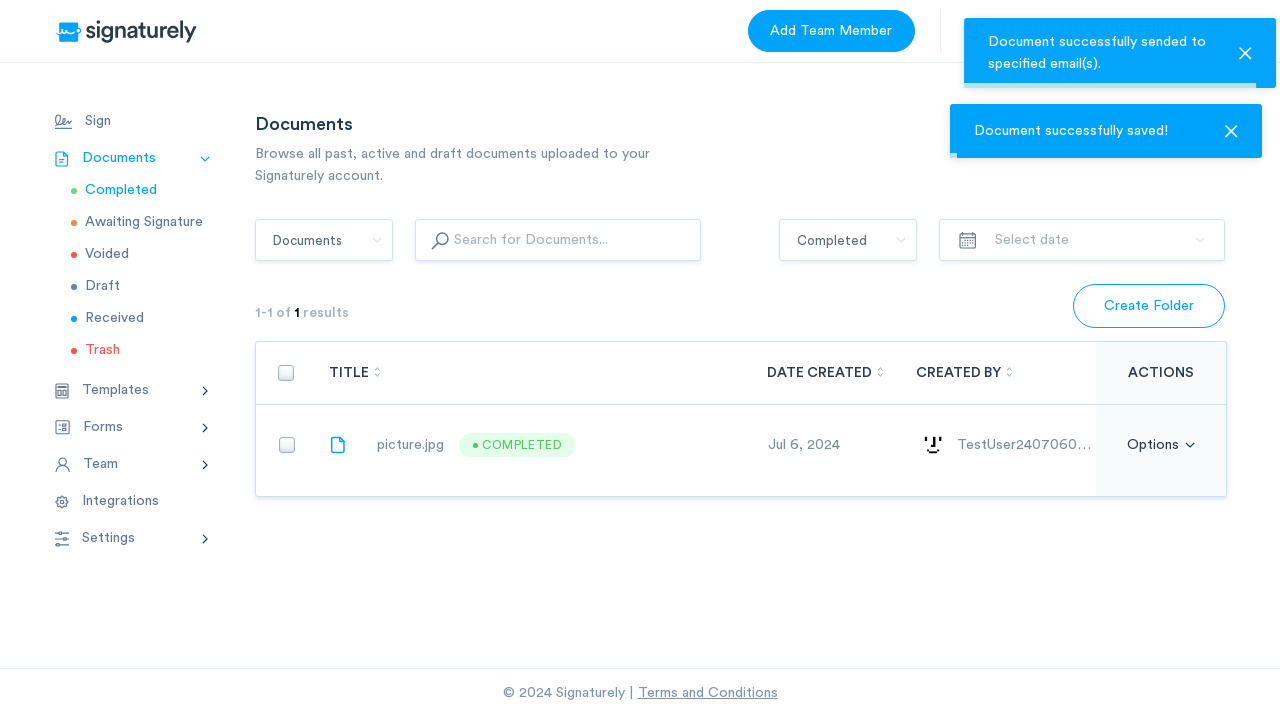 signaturely
Add Team Member
Document successfully sended to
specified email(s).
Document successfully saved!
Sign
Documents
Completed
Awaiting Signature
Voided
Draft
Received
Trash
Templates
Forms
Team
Integrations
Settings
Documents
Browse all past, active and draft documents uploaded to your
Signaturely account.
Documents
Search for Documents...
Completed
Select date
1-1 of 1 results
Create Folder
TITLE
DATE CREATED
CREATED BY
ACTIONS
picture.jpg
COMPLETED
Jul 6, 2024
TestUser2407060...
Options
© 2024 Signaturely | Terms and Conditions